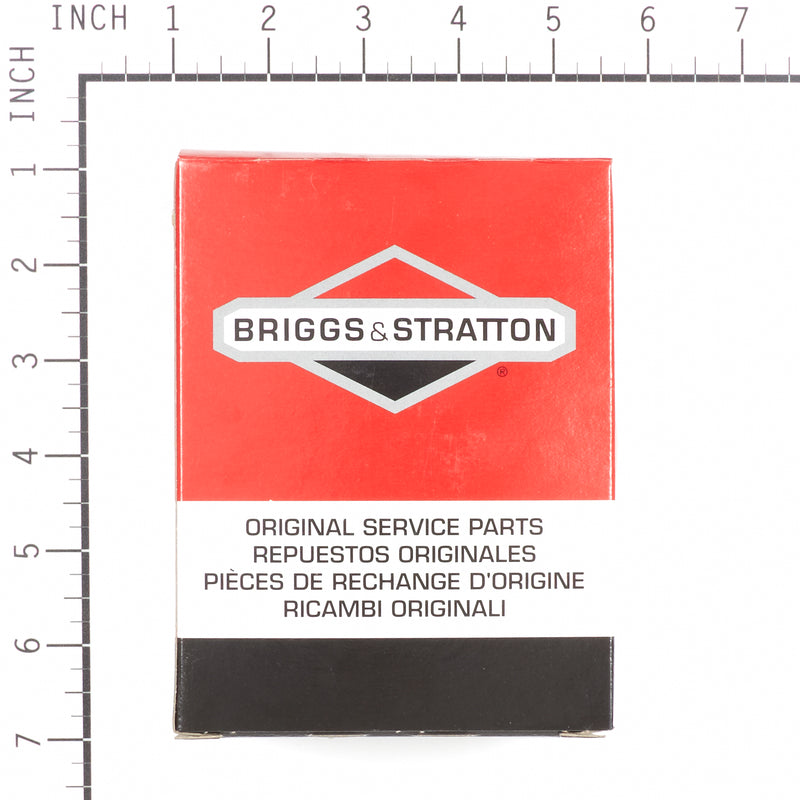 INCH 1 2 3 4 5 6 7
INCH
1
2
3
4
5
6
7
BRIGGS & STRATTON
®
ORIGINAL SERVICE PARTS
REPUESTOS ORIGINALES
PIÈCES DE RECHANGE D'ORIGINE
RICAMBI ORIGINALI